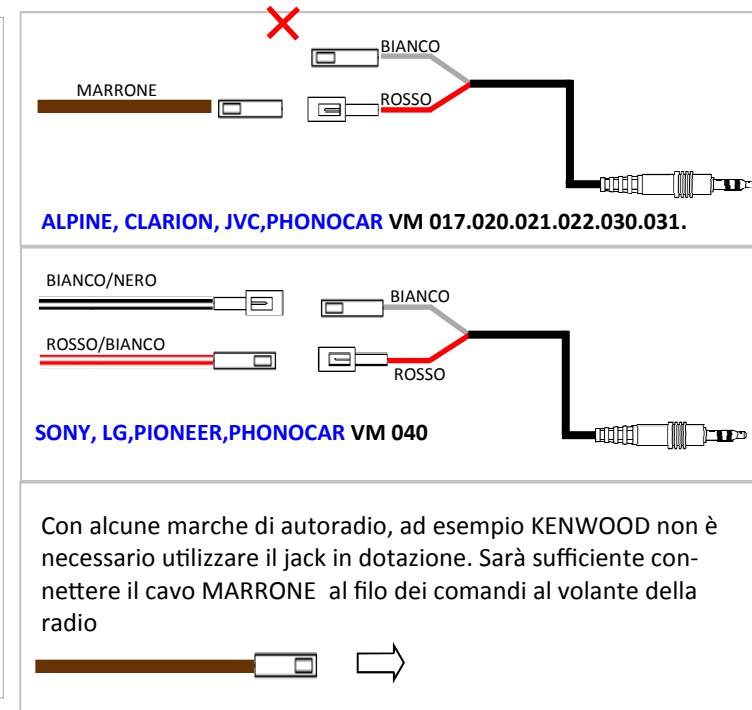 BIANCO
MARRONE
ROSSO
ALPINE, CLARION, JVC,PHONOCAR VM 017.020.021.022.030.031.
BIANCO/NERO
BIANCO
ROSSO/BIANCO
ROSSO
SONY, LG,PIONEER,PHONOCAR VM 040
Con alcune marche di autoradio, ad esempio KENWOOD non è
necessario utilizzare il jack in dotazione. Sarà sufficiente con-
nettere il cavo MARRONE al filo dei comandi al volante della
radio